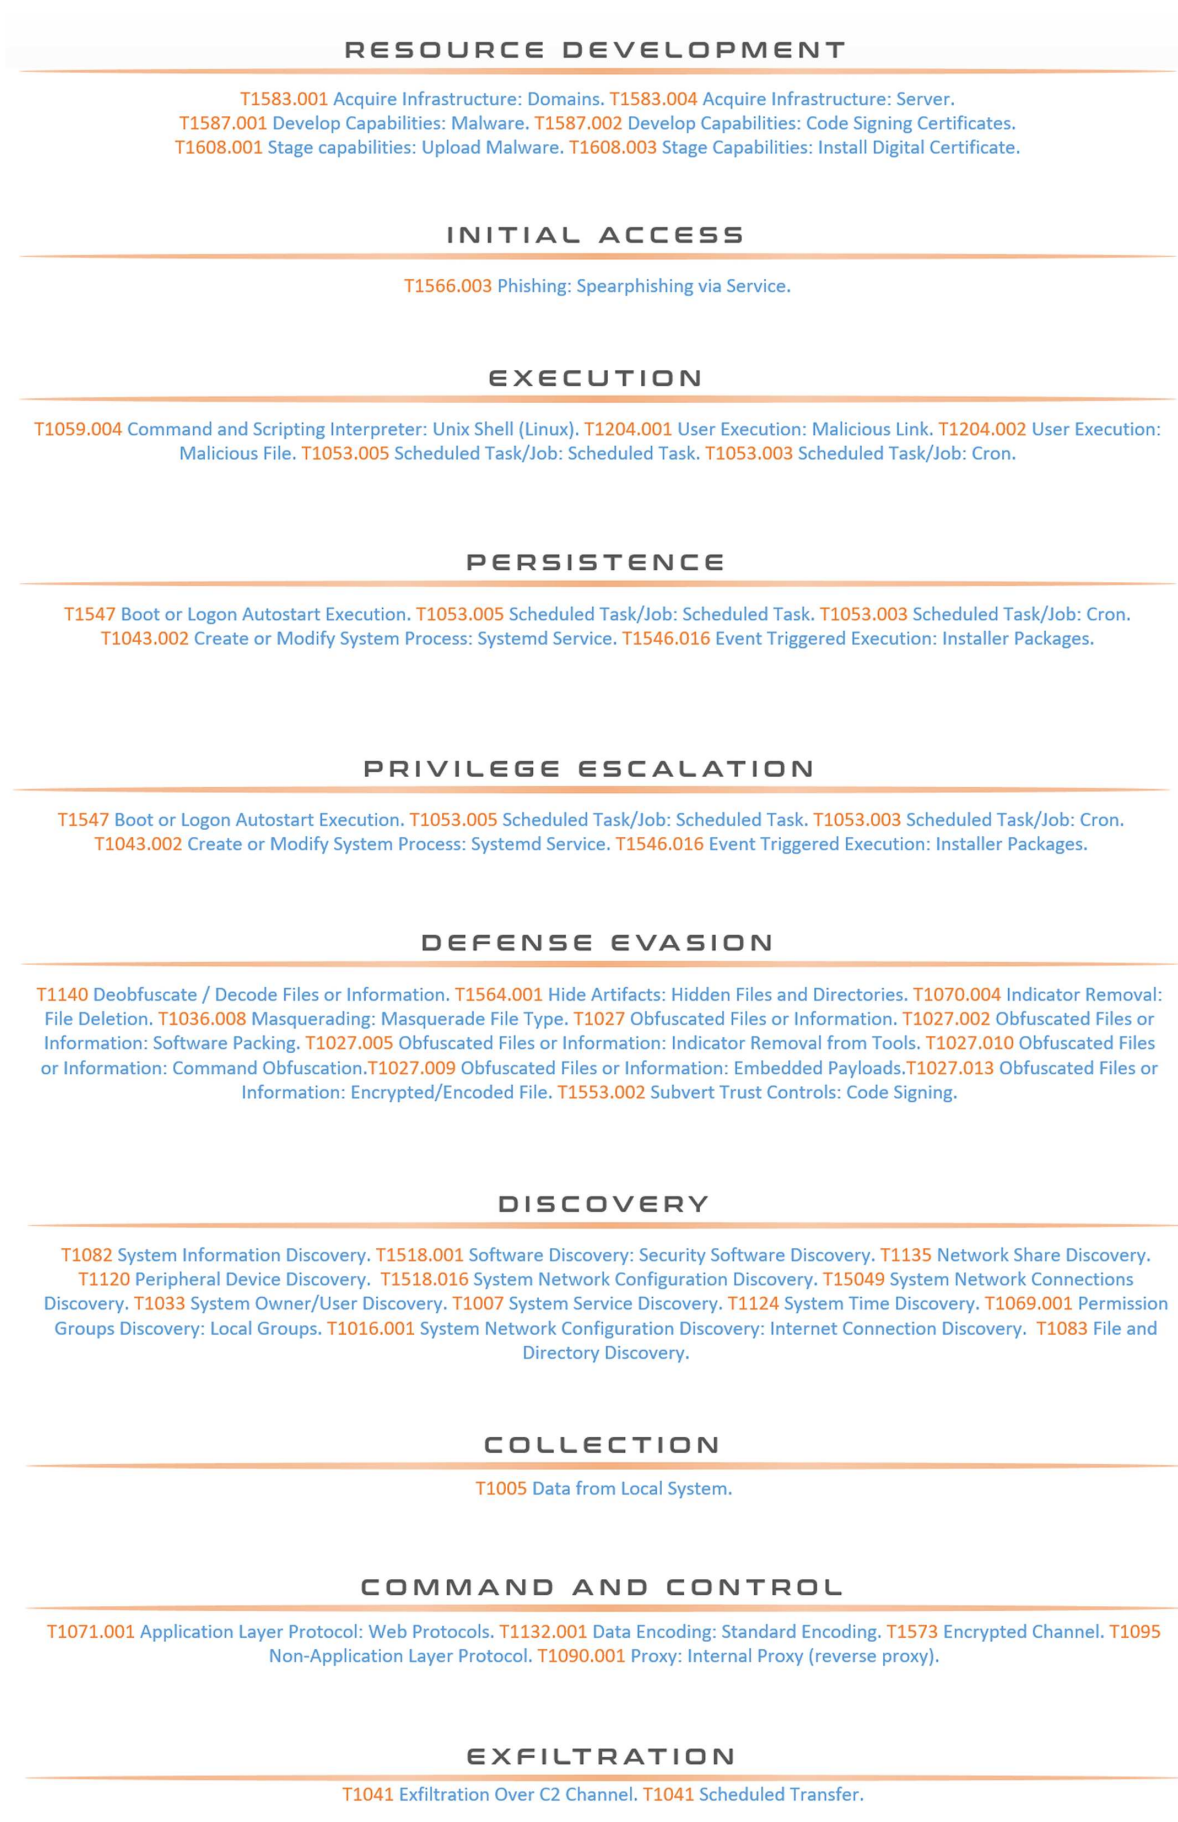 RESOURCE DEVELOPMENT
T1583.001 Acquire Infrastructure: Domains. T1583.004 Acquire Infrastructure: Server.
T1587.001 Develop Capabilities: Malware. T1587.002 Develop Capabilities: Code Signing Certificates.
T1608.001 Stage capabilities: Upload Malware. T1608.003 Stage Capabilities: Install Digital Certificate.
INITIAL ACCESS
T1566.003 Phishing: Spearphishing via Service.
EXECUTION
T1059.004 Command and Scripting Interpreter: Unix Shell (Linux). T1204.001 User Execution: Malicious Link. T1204.002 User Execution:
Malicious File. T1053.005 Scheduled Task/Job: Scheduled Task. T1053.003 Scheduled Task/Job: Cron.
PERSISTENCE
T1547 Boot or Logon Autostart Execution. T1053.005 Scheduled Task/Job: Scheduled Task. T1053.003 Scheduled Task/Job: Cron.
T1043.002 Create or Modify System Process: Systemd Service. T1546.016 Event Triggered Execution: Installer Packages.
PRIVILEGE ESCALATION
T1547 Boot or Logon Autostart Execution. T1053.005 Scheduled Task/Job: Scheduled Task. T1053.003 Scheduled Task/Job: Cron.
T1043.002 Create or Modify System Process: Systemd Service. T1546.016 Event Triggered Execution: Installer Packages.
DEFENSE EVASION
T1140 Deobfuscate / Decode Files or Information. T1564.001 Hide Artifacts: Hidden Files and Directories. T1070.004 Indicator Removal:
File Deletion. T1036.008 Masquerading: Masquerade File Type. T1027 Obfuscated Files or Information. T1027.002 Obfuscated Files or
Information: Software Packing. T1027.005 Obfuscated Files or Information: Indicator Removal from Tools. T1027.010 Obfuscated Files
or Information: Command Obfuscation.T1027.009 Obfuscated Files or Information: Embedded Payloads.T1027.013 Obfuscated Files or
Information: Encrypted/Encoded File. T1553.002 Subvert Trust Controls: Code Signing.
DISCOVERY
T1082 System Information Discovery. T1518.001 Software Discovery: Security Software Discovery. T1135 Network Share Discovery.
T1120 Peripheral Device Discovery.  T1518.016 System Network Configuration Discovery. T15049 System Network Connections
Discovery. T1033 System Owner/User Discovery. T1007 System Service Discovery. T1124 System Time Discovery. T1069.001 Permission
Groups Discovery: Local Groups. T1016.001 System Network Configuration Discovery: Internet Connection Discovery.  T1083 File and
Directory Discovery.
COLLECTION
T1005 Data from Local System.
COMMAND AND CONTROL
T1071.001 Application Layer Protocol: Web Protocols. T1132.001 Data Encoding: Standard Encoding. T1573 Encrypted Channel. T1095
Non-Application Layer Protocol. T1090.001 Proxy: Internal Proxy (reverse proxy).
EXFILTRATION
T1041 Exfiltration Over C2 Channel. T1041 Scheduled Transfer.